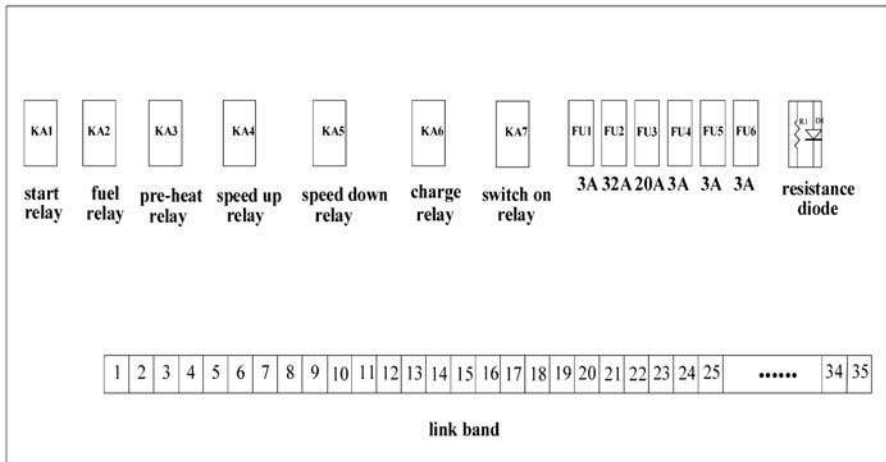 KA1 KA2 KA3 KA4 KA5 KA6 KA7 FU1 FU2 FU3 FU4 FU5 FU6 R1
3A 32A 20A 3A 3A 3A
start relay
fuel relay
pre-heat relay
speed up relay
speed down relay
charge relay
switch on relay
resistance diode
1 2 3 4 5 6 7 8 9 10 11 12 13 14 15 16 17 18 19 20 21 22 23 24 25 ...... 34 35
link band